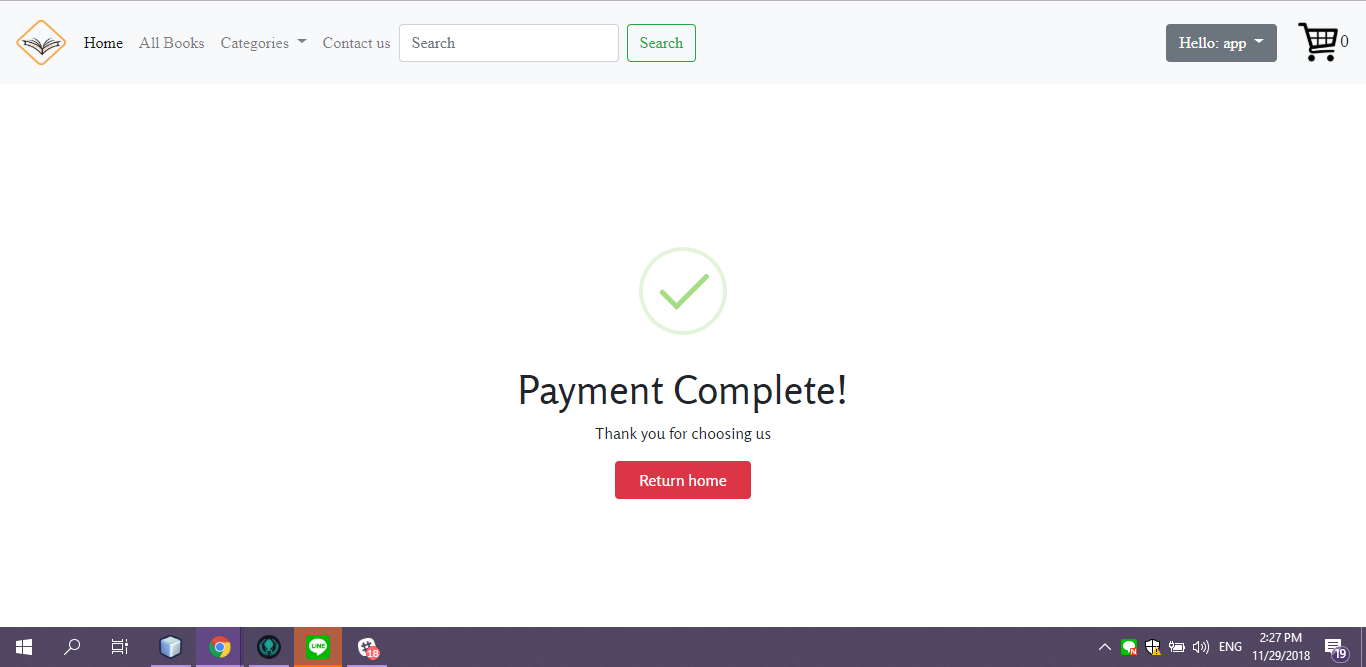 Home All Books Categories Contact us Search Search Hello: app 0
Payment Complete!
Thank you for choosing us
Return home
LINE 18 N ENG 2:27 PM 11/29/2018 19